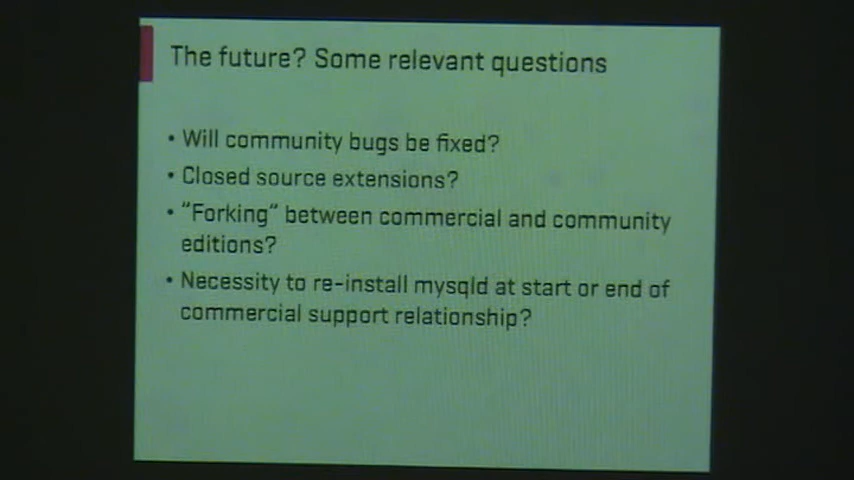 The future? Some relevant questions
• Will community bugs be fixed?
• Closed source extensions?
• “Forking” between commercial and community
editions?
• Necessity to re-install mysqld at start or end of
commercial support relationship?